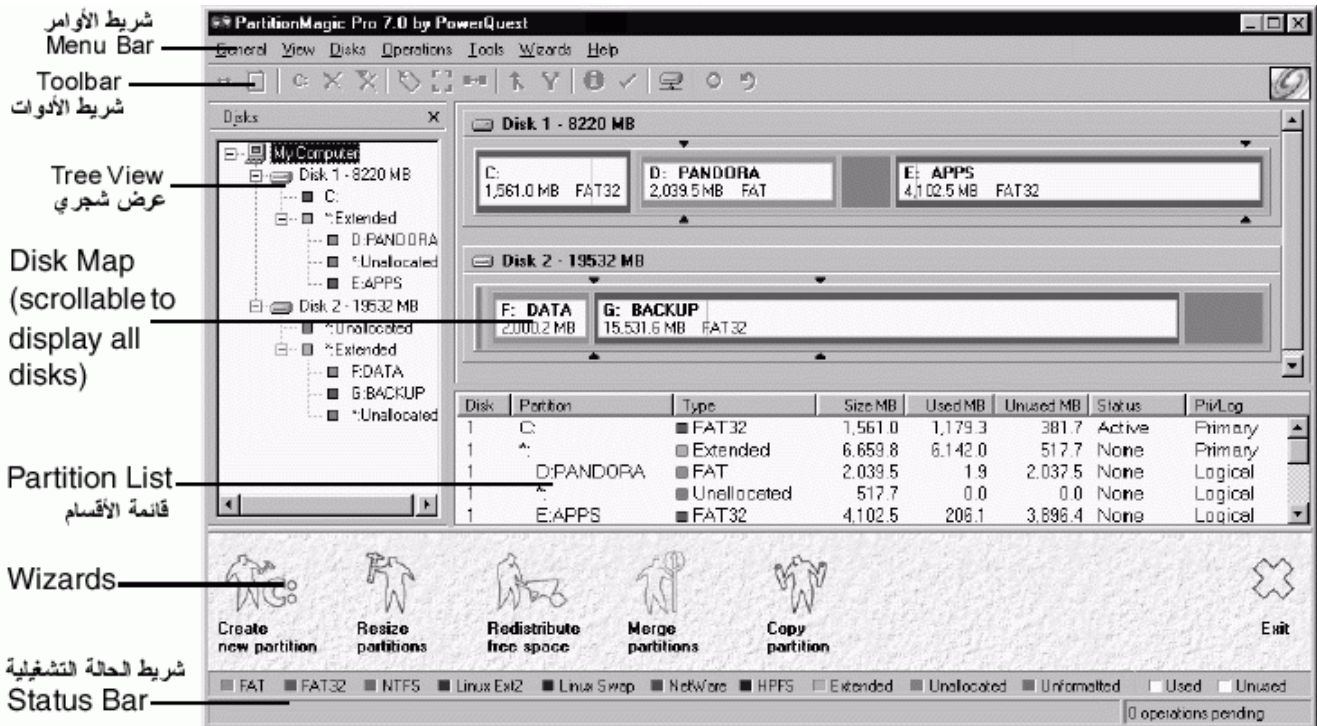 شريط الأوامر
Menu Bar
Toolbar
شريط الأدوات
Tree View
عرض شجري
Disk Map
(scrollable to
display all
disks)
Partition List
قائمة الأقسام
Wizards
شريط الحالة التشغيلية
Status Bar
PartitionMagic Pro 7.0 by PowerQuest
General View Disks Operations Tools Wizards Help
C:
Disks
My Computer
Disk 1 - 8220 MB
C:
*:Extended
D:PANDORA
*:Unallocated
E:APPS
Disk 2 - 19532 MB
*:Unallocated
*:Extended
F:DATA
G:BACKUP
*:Unallocated
Disk 1 - 8220 MB
C:
1,561.0 MB FAT32
D: PANDORA
2,039.5 MB FAT
E: APPS
4,102.5 MB FAT32
Disk 2 - 19532 MB
F: DATA
2,000.2 MB
G: BACKUP
15,531.6 MB FAT32
Disk Partition Type Size MB Used MB Unused MB Status Pri/Log
1 C: FAT32 1,561.0 1,179.3 381.7 Active Primary
1 *: Extended 6,659.8 6,142.0 517.7 None Primary
1 D:PANDORA FAT 2,039.5 1.9 2,037.5 None Logical
1 *: Unallocated 517.7 0.0 0.0 None Logical
1 E:APPS FAT32 4,102.5 206.1 3,896.4 None Logical
Create
new partition
Resize
partitions
Redistribute
free space
Merge
partitions
Copy
partition
Exit
FAT FAT32 NTFS Linux Ext2 Linux Swap NetWare HPFS Extended Unallocated Unformatted Used Unused
0 operations pending